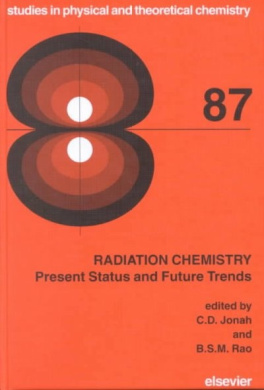 studies in physical and theoretical chemistry
87
RADIATION CHEMISTRY
Present Status and Future Trends
edited by
C.D. Jonah
and
B.S.M. Rao
elsevier